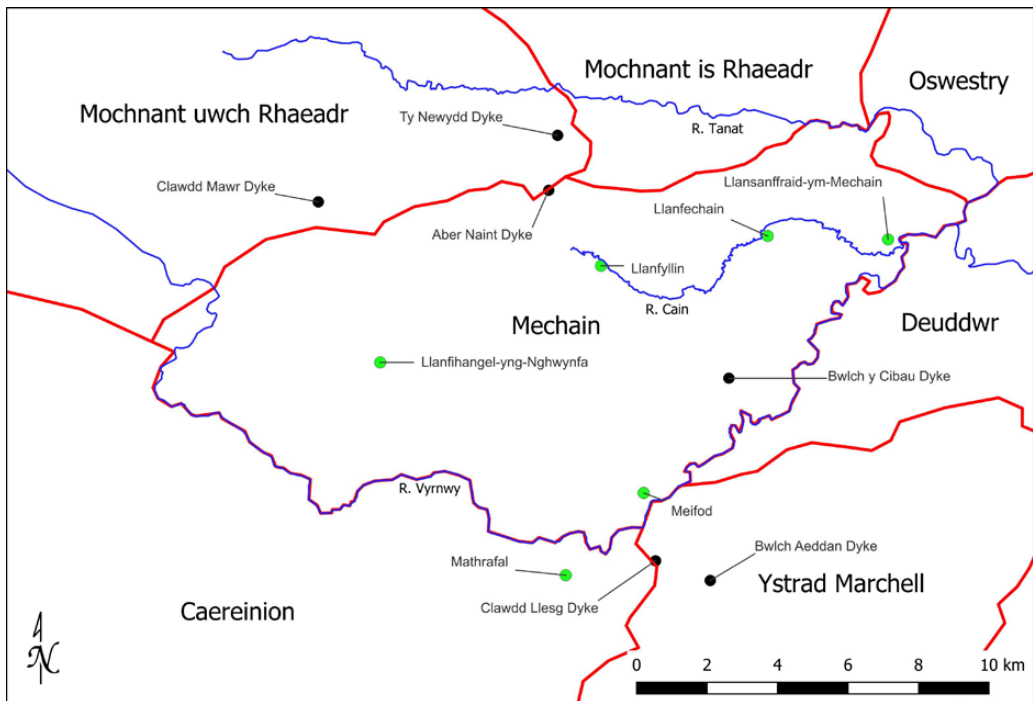 Mochnant is Rhaeadr
Oswestry
Mochnant uwch Rhaeadr
Ty Newydd Dyke
R. Tanat
Clawdd Mawr Dyke
Llansanffraid-ym-Mechain
Llanfechain
Aber Naint Dyke
Llanfyllin
R. Cain
Mechain
Deuddwr
Llanfihangel-yng-Nghwynfa
Bwlch y Cibau Dyke
R. Vyrnwy
Meifod
Mathrafal
Bwlch Aeddan Dyke
Ystrad Marchell
Caereinion
Clawdd Llesg Dyke
N
0 2 4 6 8 10 km